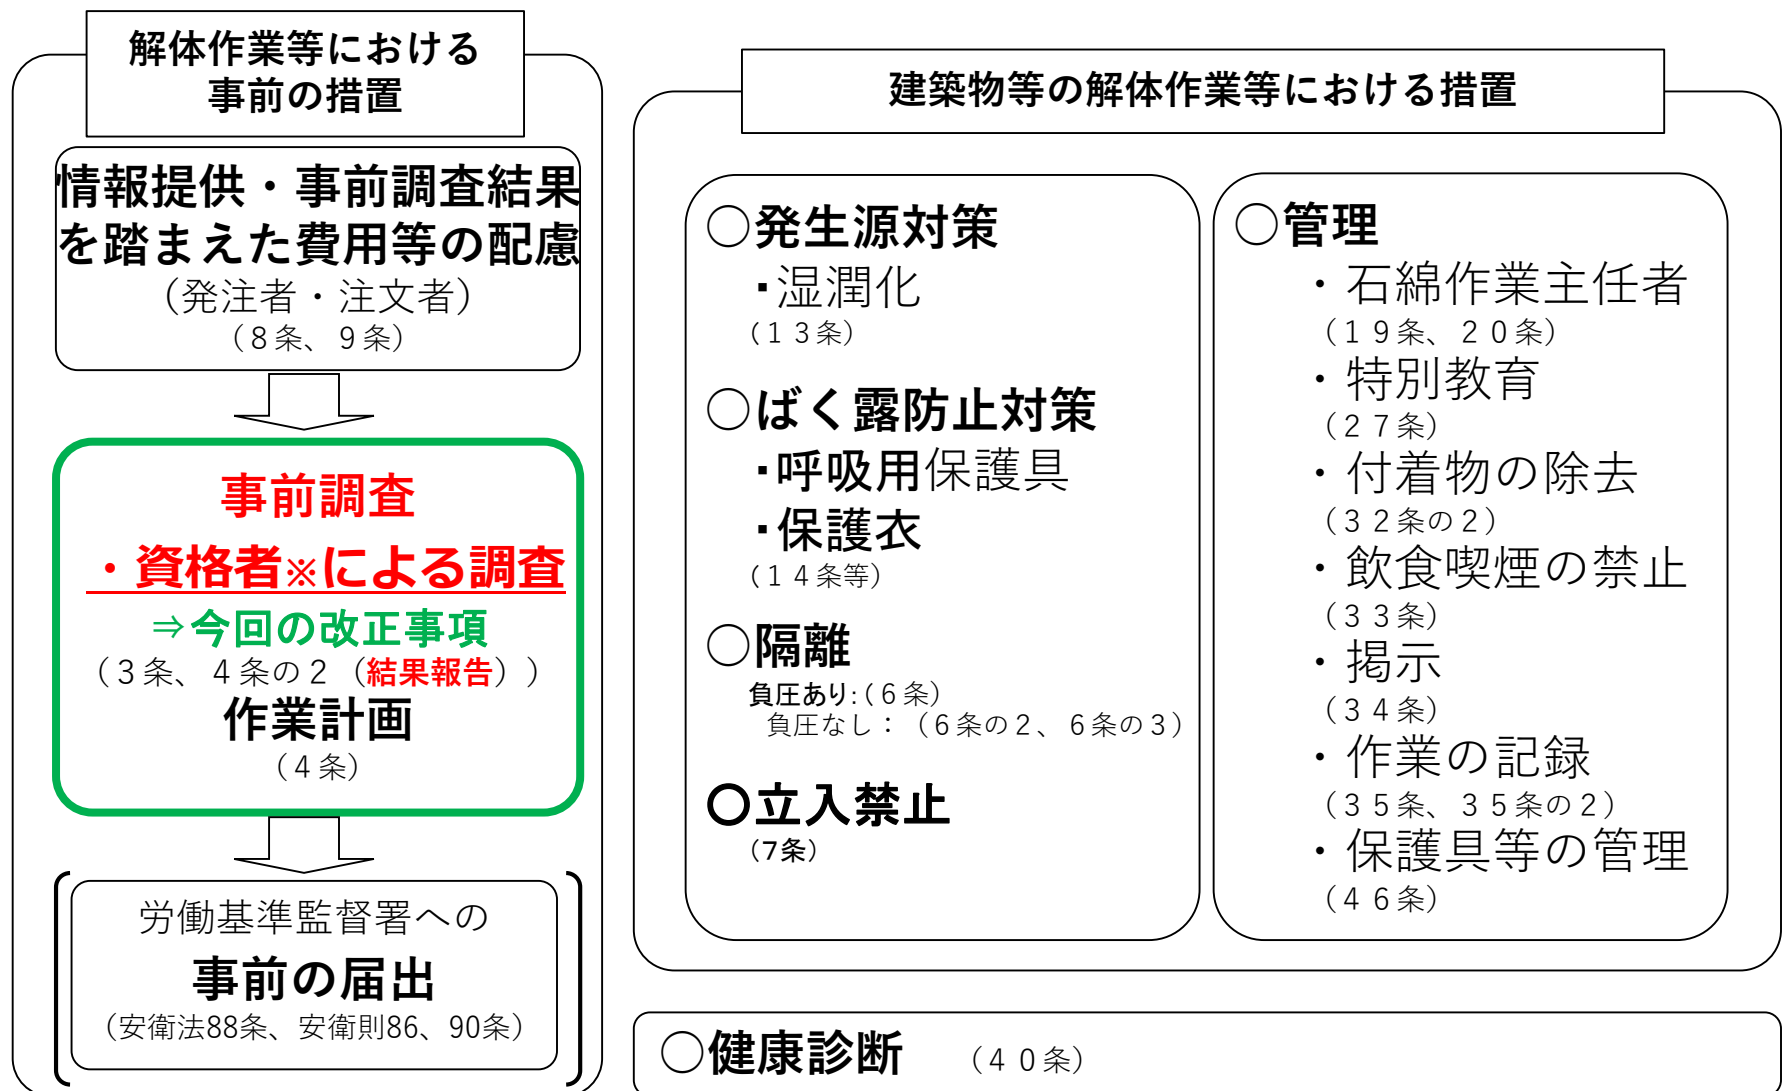 解体作業等における
事前の措置
情報提供・事前調査結果
を踏まえた費用等の配慮
（発注者・注文者）
（８条、９条）
事前調査
・資格者※による調査
⇒今回の改正事項
（３条、４条の２（結果報告））
作業計画
（４条）
労働基準監督署への
事前の届出
（安衛法88条、安衛則86、90条）
建築物等の解体作業等における措置
○発生源対策
・湿潤化
（１３条）
○ばく露防止対策
・呼吸用保護具
・保護衣
（１４条等）
○隔離
負圧あり：（６条）
負圧なし：（６条の２、６条の３）
○立入禁止
（7条）
○管理
・石綿作業主任者
（１９条、２０条）
・特別教育
（２７条）
・付着物の除去
（３２条の２）
・飲食喫煙の禁止
（３３条）
・掲示
（３４条）
・作業の記録
（３５条、３５条の２）
・保護具等の管理
（４６条）
○健康診断　（４０条）